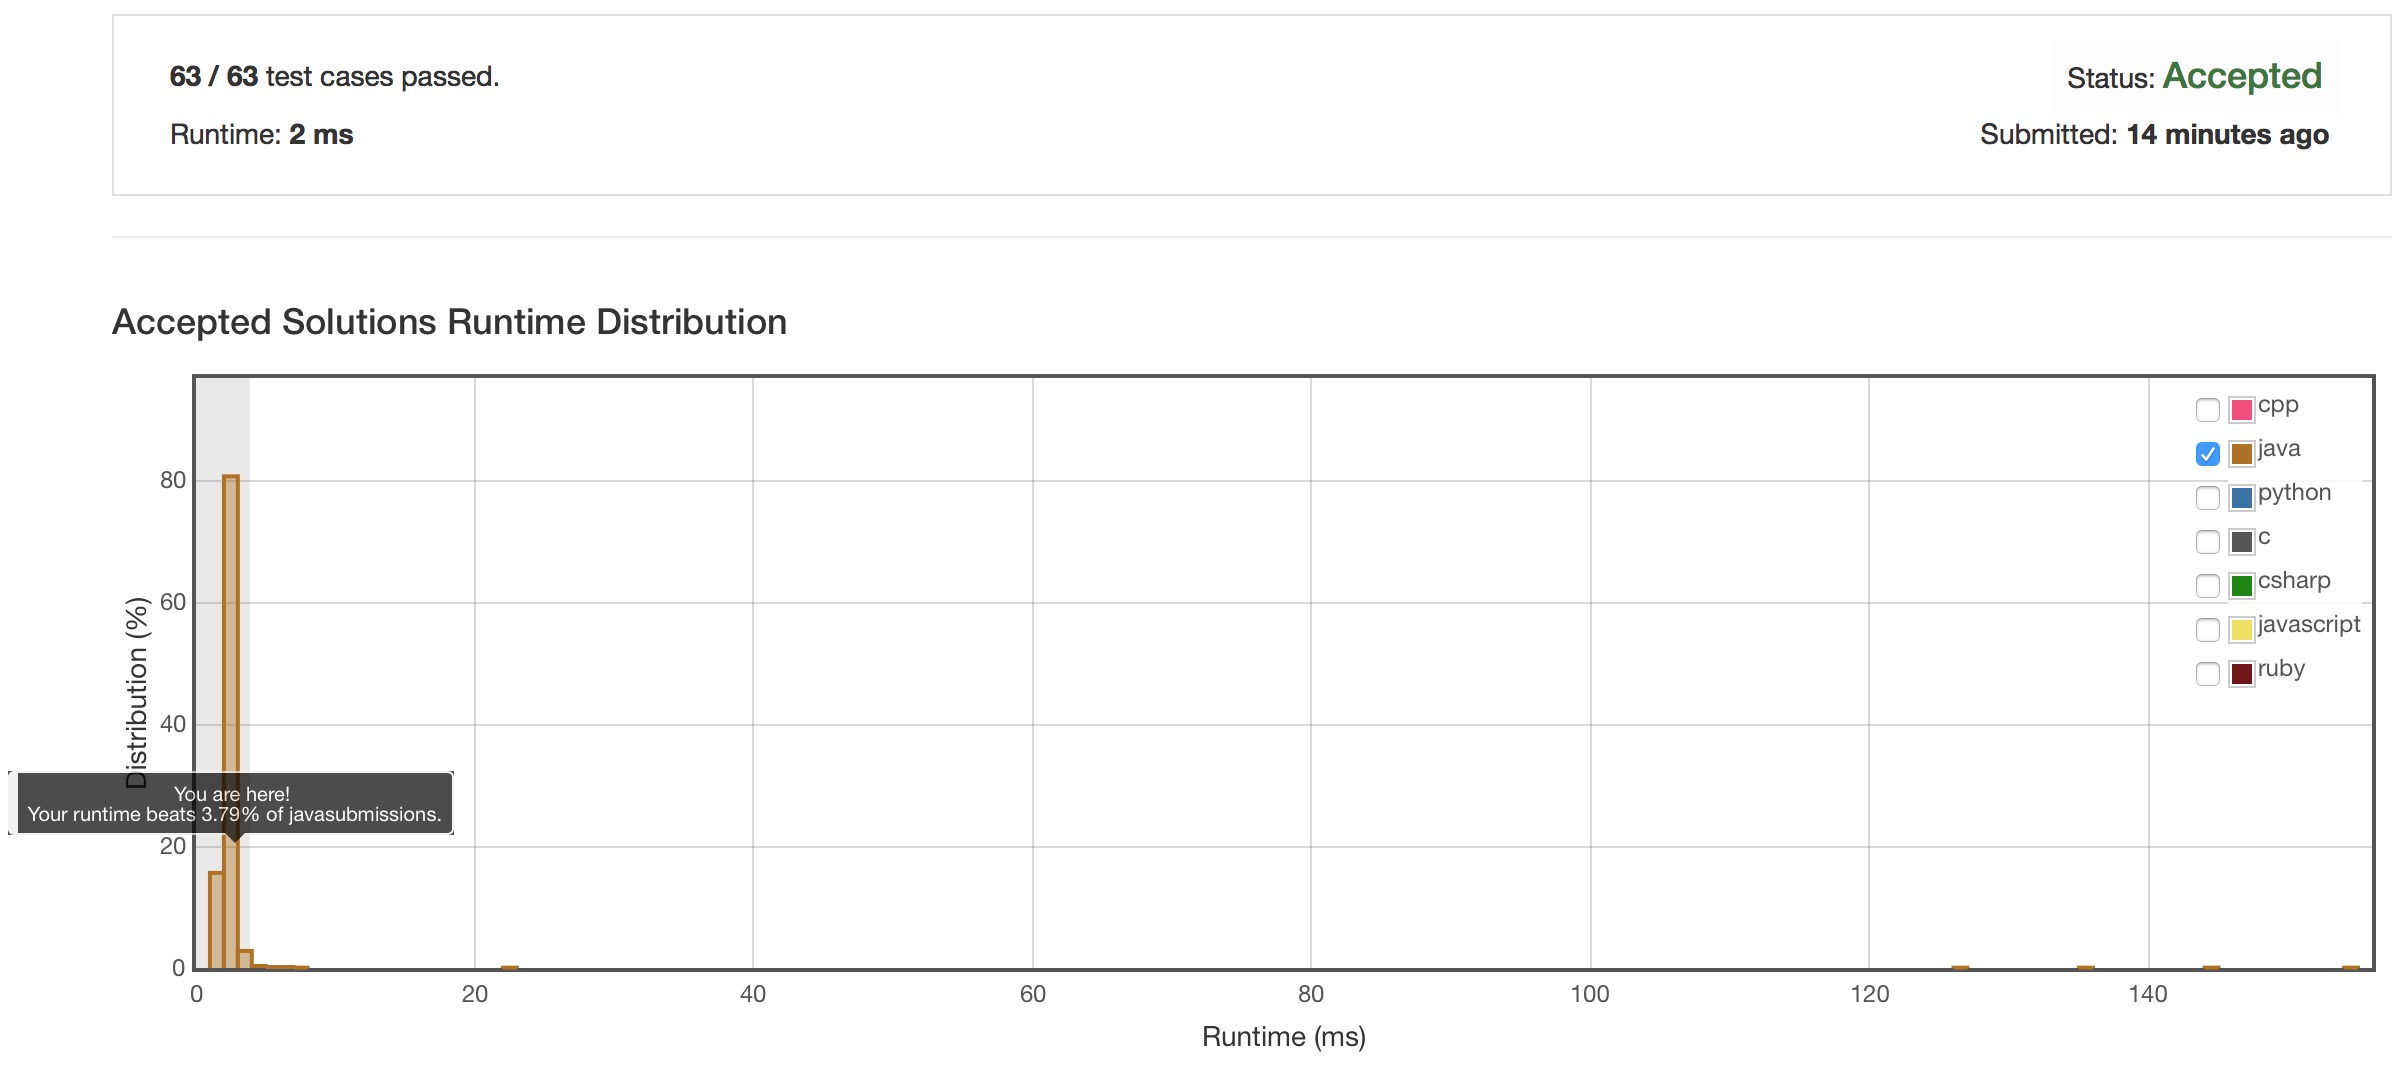 63 / 63 test cases passed.
Status: Accepted
Runtime: 2 ms
Submitted: 14 minutes ago
Accepted Solutions Runtime Distribution
cpp
java
python
c
csharp
javascript
ruby
Distribution (%)
80
60
40
20
0
You are here!
Your runtime beats 3.79% of javasubmissions.
0 20 40 60 80 100 120 140
Runtime (ms)